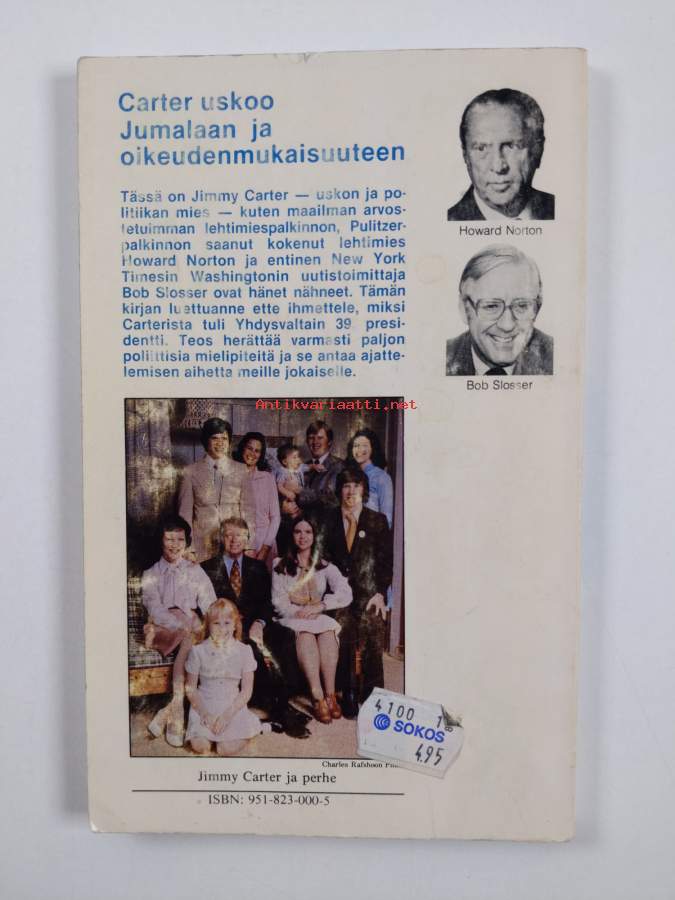 Carter uskoo
Jumalaan ja
oikeudenmukaisuuteen
Tässä on Jimmy Carter — uskon ja po-
litiikan mies — kuten maailman arvos-
tetuimman lehtimiespalkinnon, Pulitzer-
palkinnon saanut kokenut lehtimies
Howard Norton ja entinen New York
Timesin Washingtonin uutistoimittaja
Bob Slosser ovat hänet nähneet. Tämän
kirjan luettuanne ette ihmettele, miksi
Carterista tuli Yhdysvaltain 39. presi-
dentti. Teos herättää varmasti paljon
poliittisia mielipiteitä ja se antaa ajatte-
lemisen aihetta meille jokaiselle.
Howard Norton
Bob Slosser
Antikvariaatti.net
4100 18
SOKOS
4.95
Charles Rafshoon
Jimmy Carter ja perhe
ISBN: 951-823-000-5